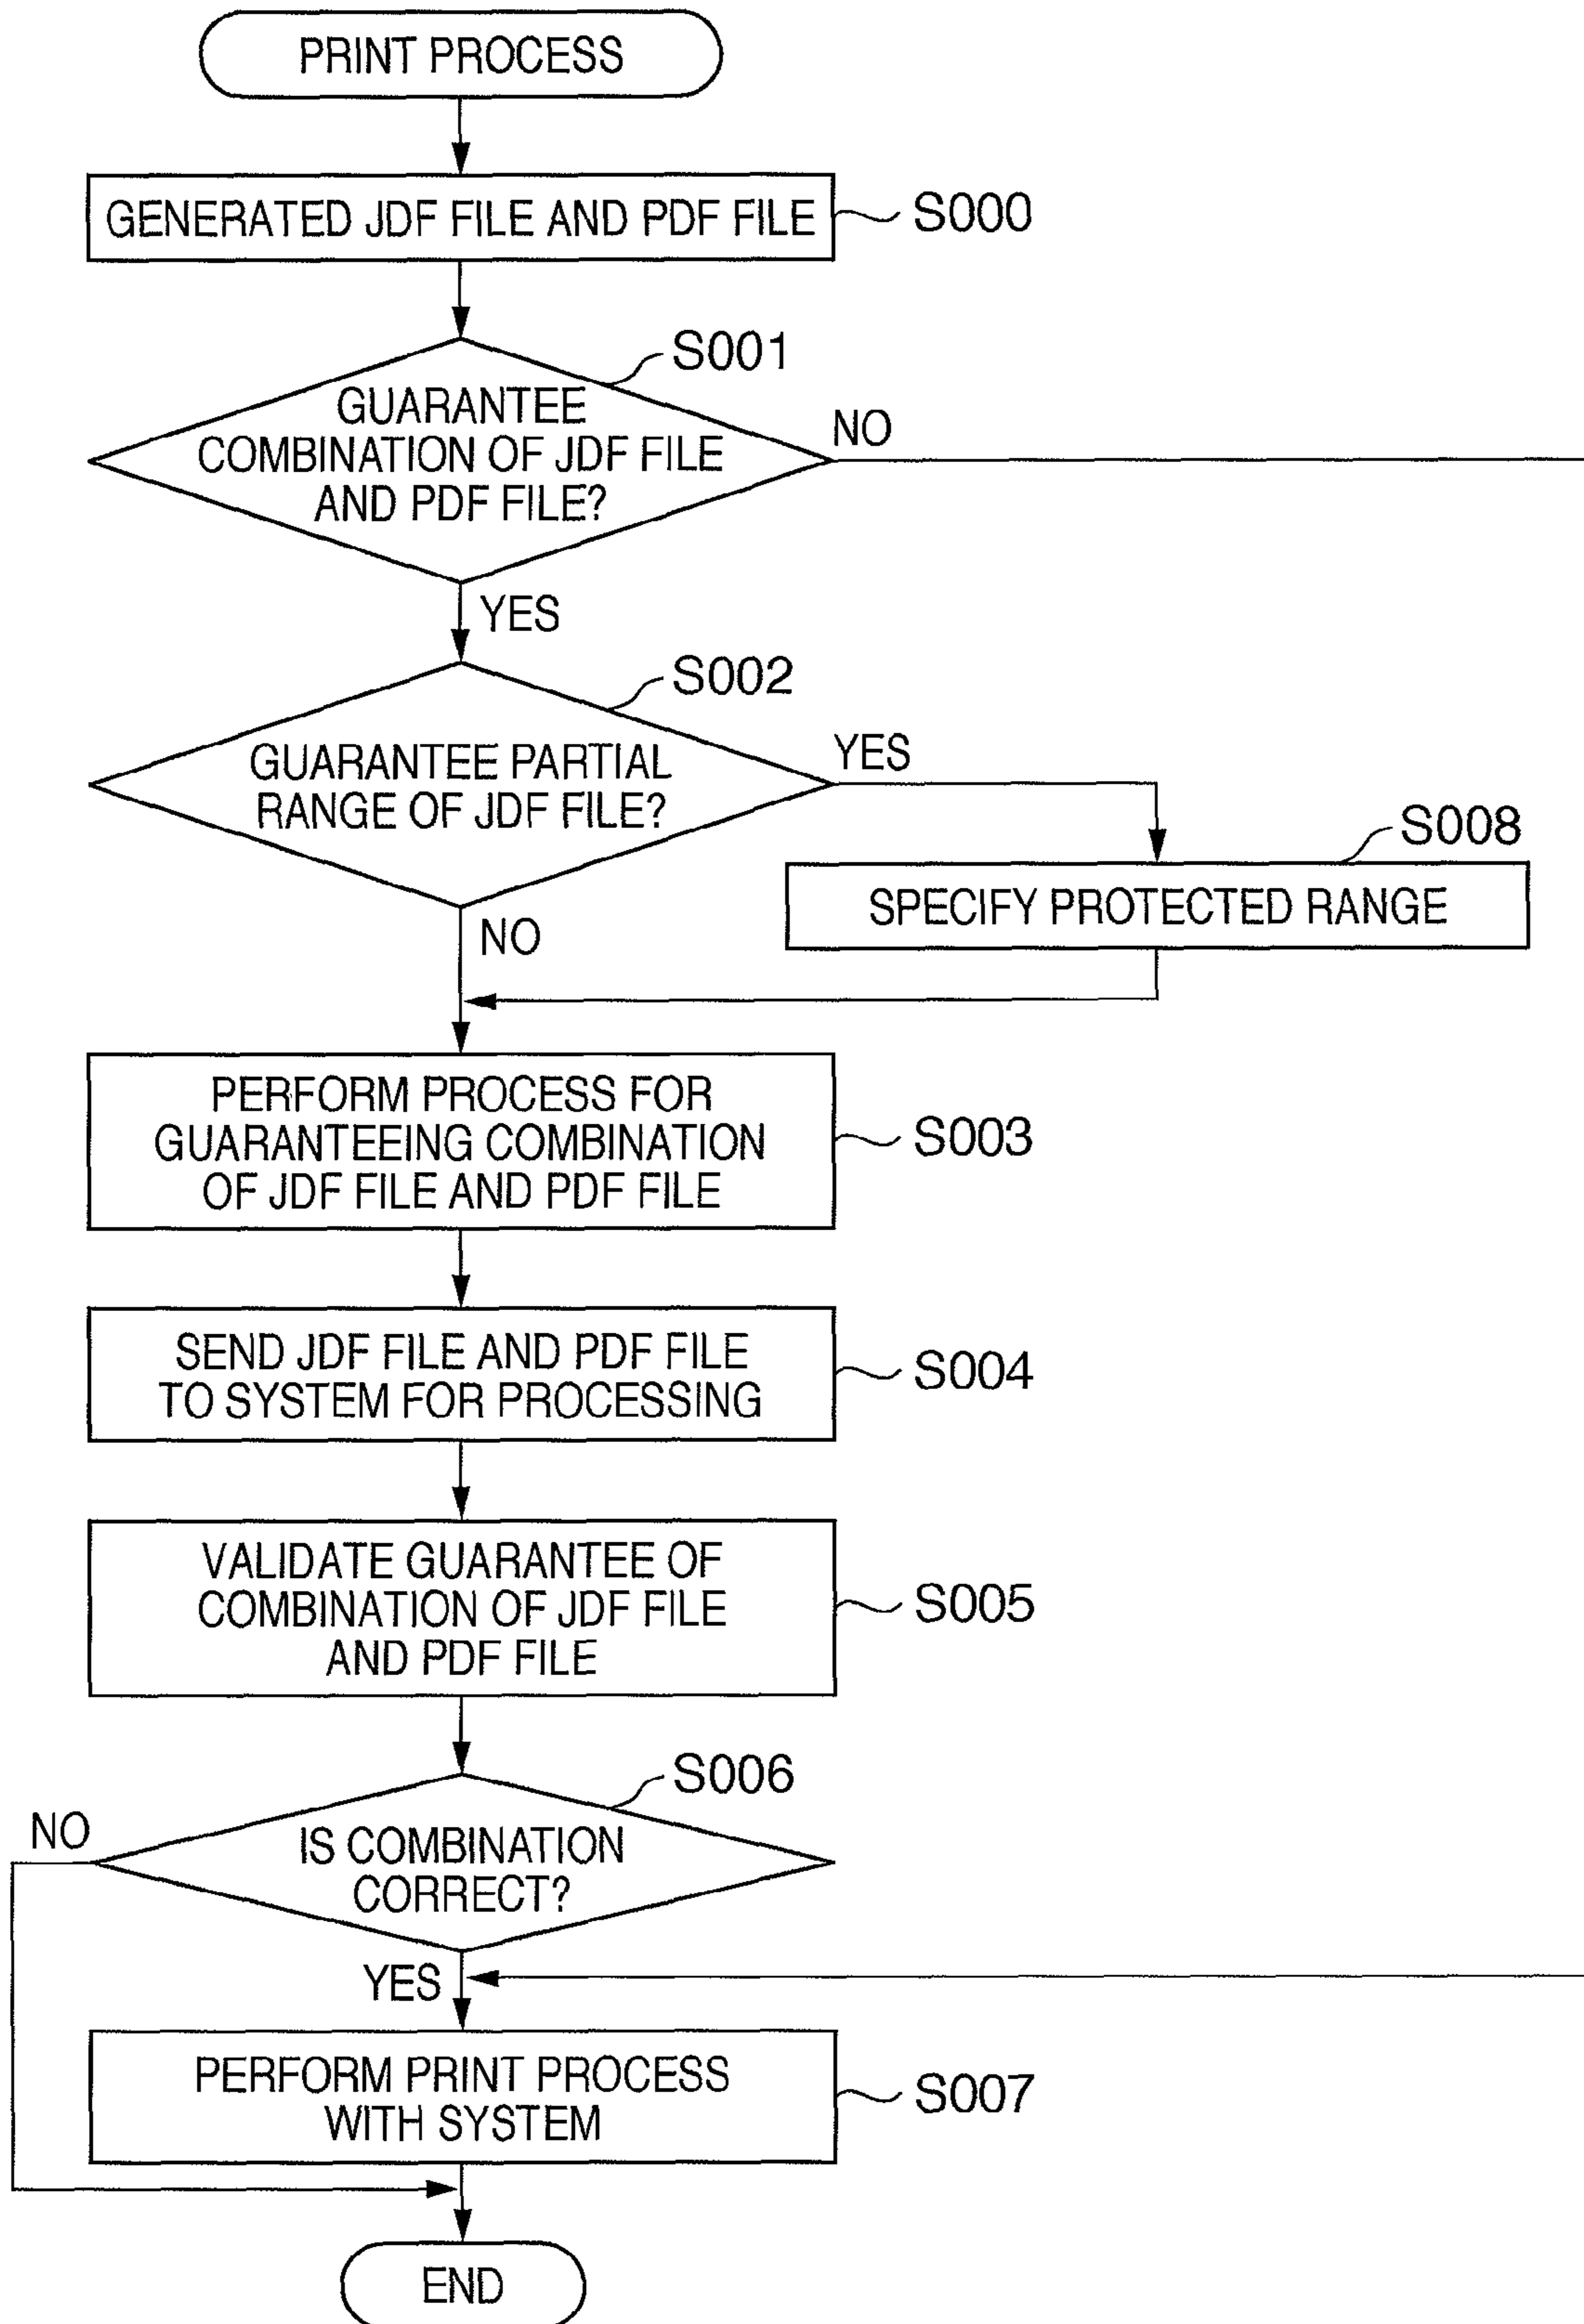 PRINT PROCESS
GENERATED JDF FILE AND PDF FILE
S000
S001
GUARANTEE
COMBINATION OF JDF FILE
AND PDF FILE?
NO
YES
S002
GUARANTEE PARTIAL
RANGE OF JDF FILE?
YES
S008
SPECIFY PROTECTED RANGE
NO
PERFORM PROCESS FOR
GUARANTEEING COMBINATION
OF JDF FILE AND PDF FILE
S003
SEND JDF FILE AND PDF FILE
TO SYSTEM FOR PROCESSING
S004
VALIDATE GUARANTEE OF
COMBINATION OF JDF FILE
AND PDF FILE
S005
S006
NO
IS COMBINATION
CORRECT?
YES
PERFORM PRINT PROCESS
WITH SYSTEM
S007
END